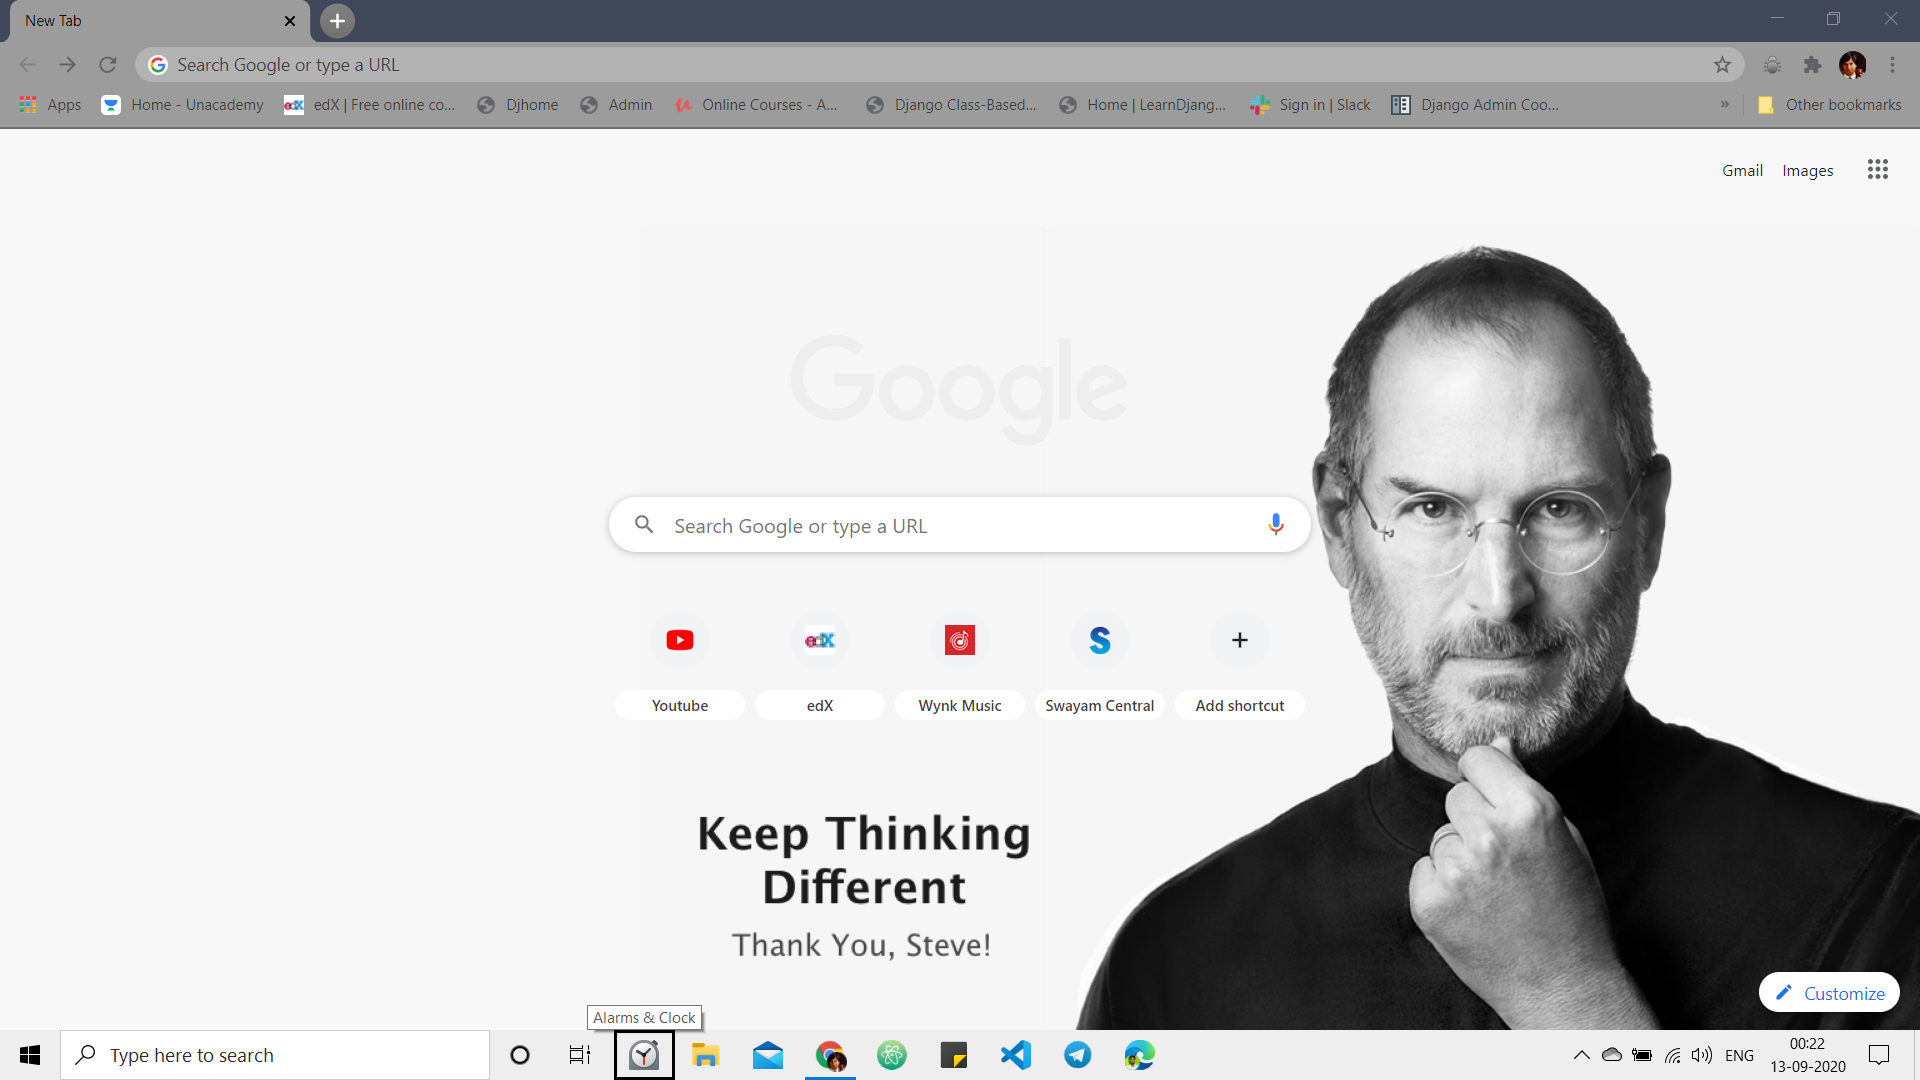 New Tab
Search Google or type a URL
Apps Home - Unacademy edX | Free online co... Djhome Admin Online Courses - A... Django Class-Based... Home | LearnDjang... Sign in | Slack Django Admin Coo... » Other bookmarks
Gmail Images
Google
Search Google or type a URL
edX
Youtube edX Wynk Music Swayam Central Add shortcut
Keep Thinking
Different
Thank You, Steve!
Customize
Alarms & Clock
Type here to search
ENG
00:22
13-09-2020